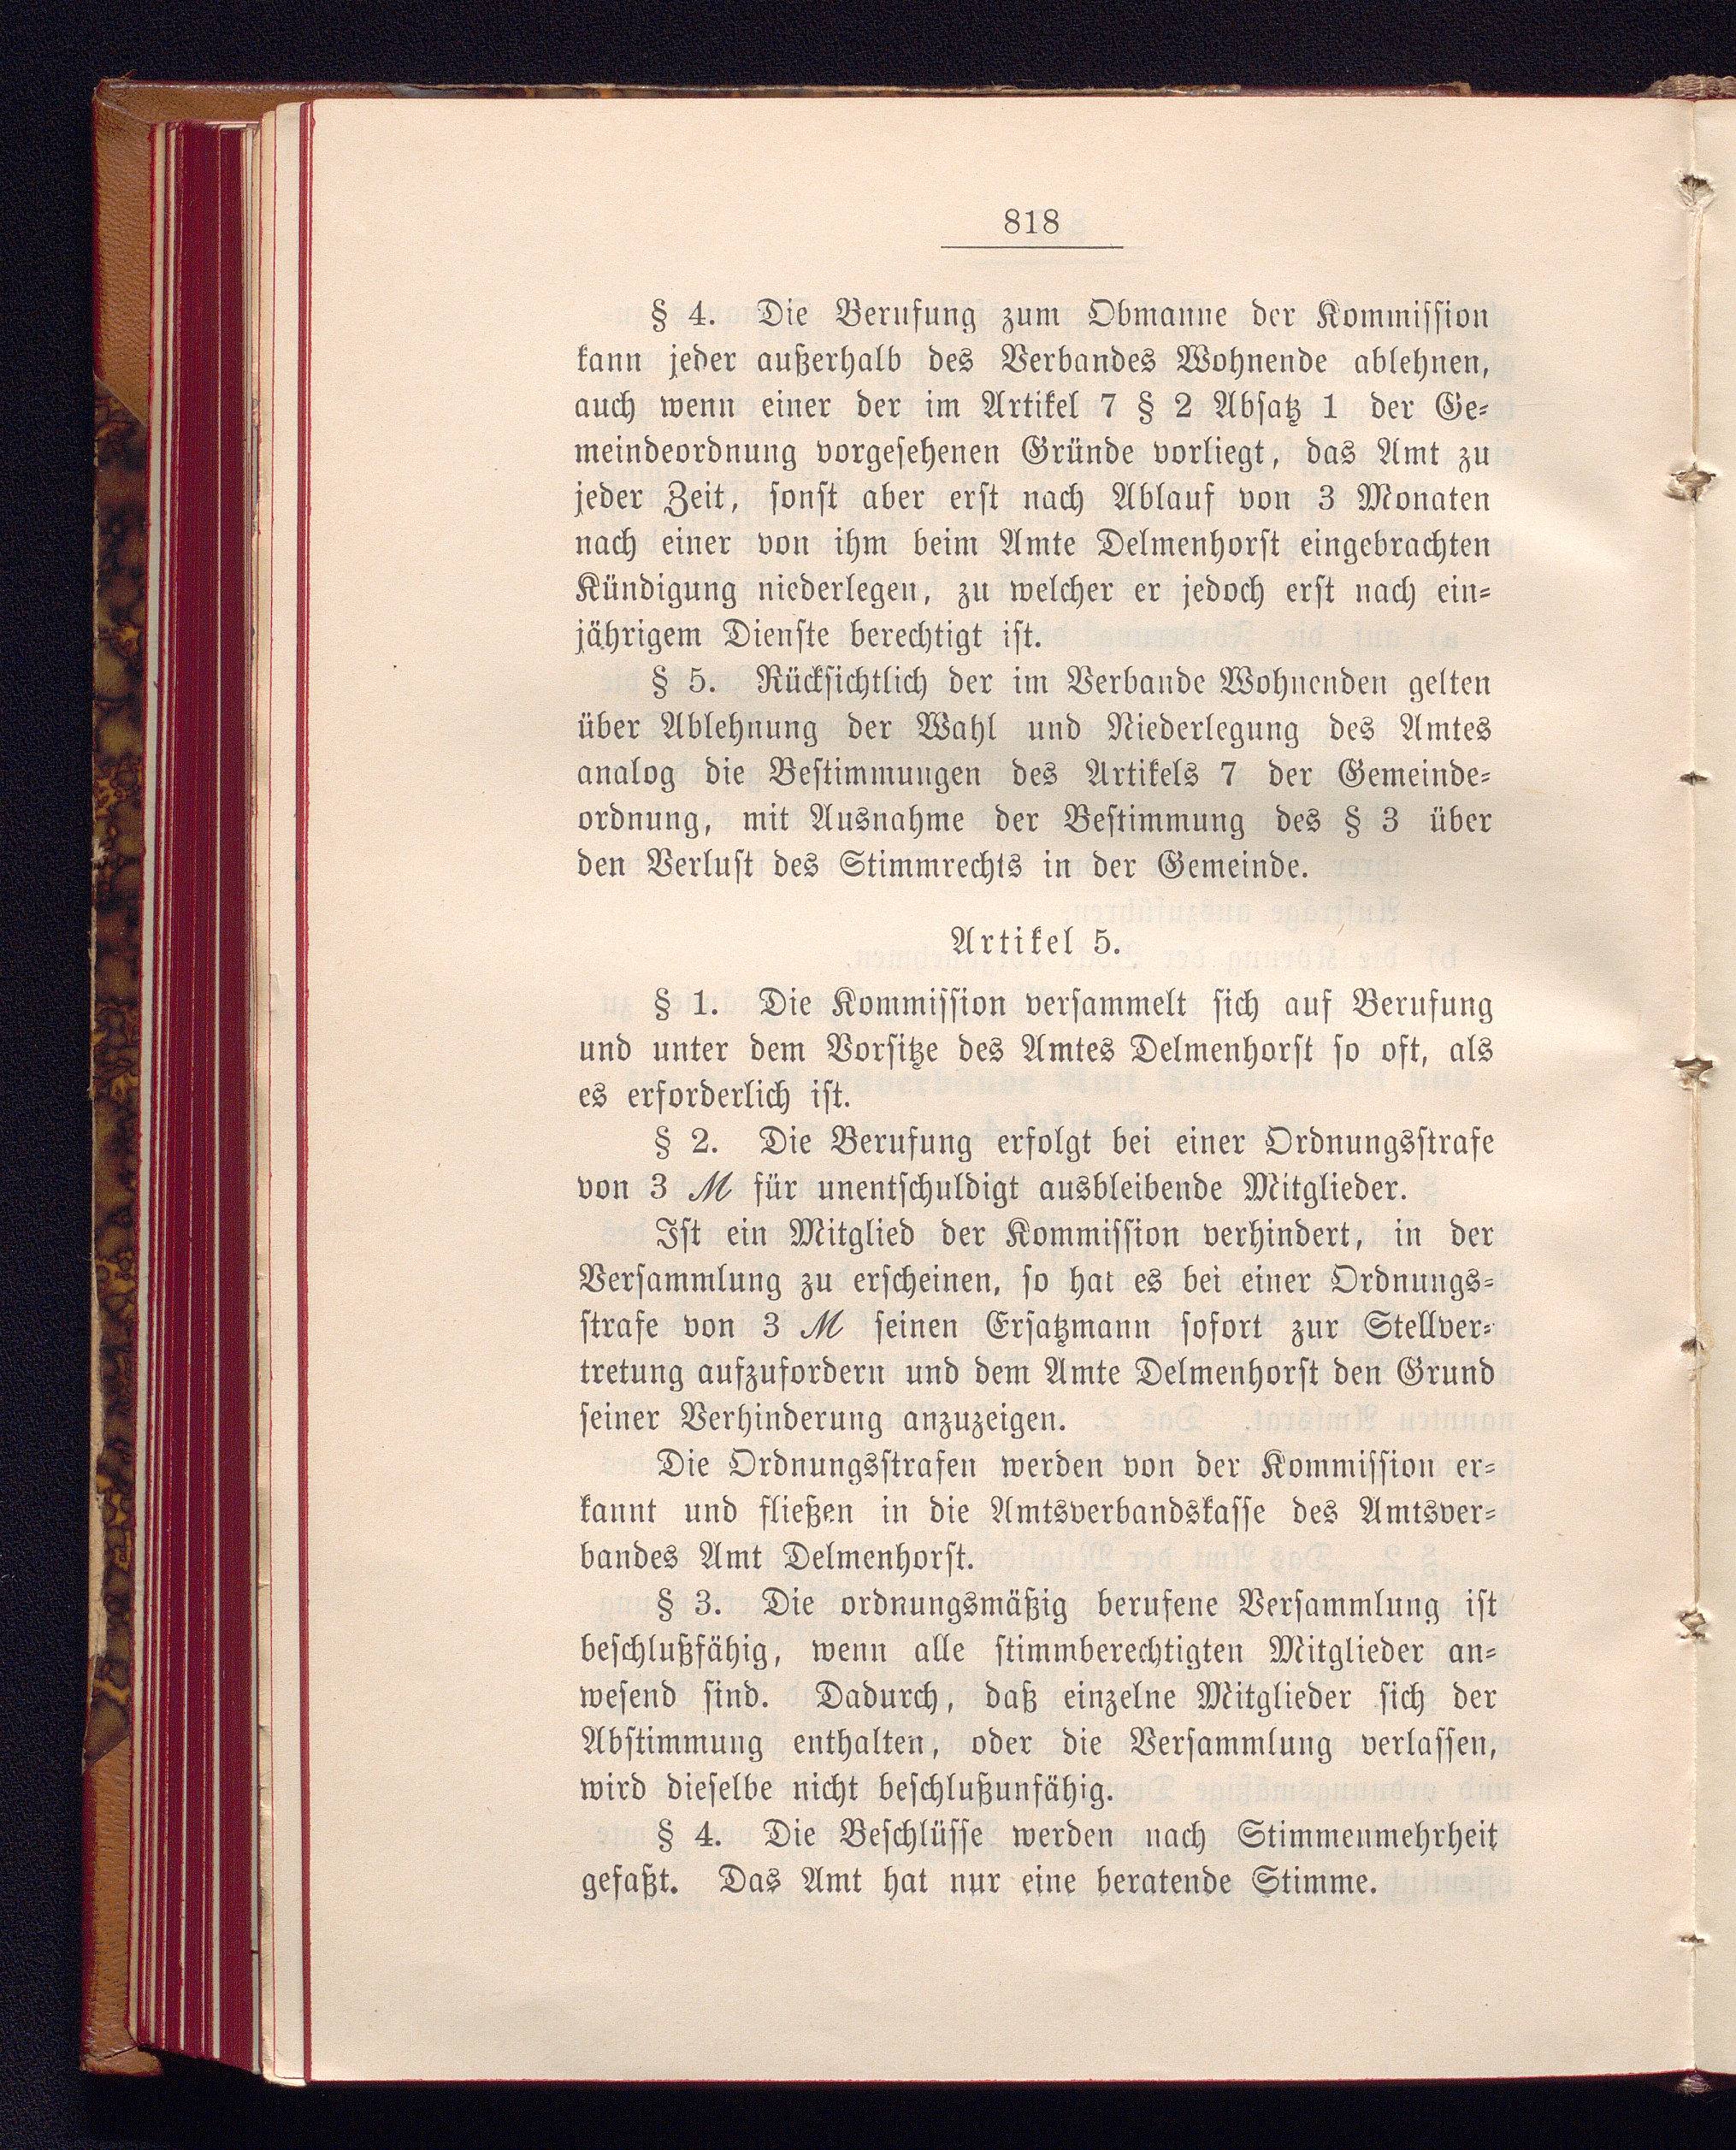 818
§ 4. Die Berufung zum Obmanne der Kommission
kann jeder außerhalb des Verbandes Wohnende ablehnen,
auch wenn einer der im Artikel 7 § 2 Absatz 1 der Ge-
meindeordnung vorgesehenen Gründe vorliegt, das Amt zu
jeder Zeit, sonst aber erst nach Ablauf von 3 Monaten
nach einer von ihm beim Amte Delmenhorst eingebrachten
Kündigung niederlegen, zu welcher er jedoch erst nach ein-
jährigem Dienste berechtigt ist.
§ 5. Rücksichtlich der im Verbande Wohnenden gelten
über Ablehnung der Wahl und Niederlegung des Amtes
analog die Bestimmungen des Artikels 7 der Gemeinde-
ordnung, mit Ausnahme der Bestimmung des § 3 über
den Verlust des Stimmrechts in der Gemeinde.
Artikel 5.
§ 1. Die Kommission versammelt sich auf Berufung
und unter dem Vorsitze des Amtes Delmenhorst so oft, als
es erforderlich ist.
§ 2. Die Berufung erfolgt bei einer Ordnungsstrafe
von 3 ℳ für unentschuldigt ausbleibende Mitglieder.
Ist ein Mitglied der Kommission verhindert, in der
Versammlung zu erscheinen, so hat es bei einer Ordnungs-
strafe von 3 ℳ seinen Ersatzmann sofort zur Stellver-
tretung aufzufordern und dem Amte Delmenhorst den Grund
seiner Verhinderung anzuzeigen.
Die Ordnungsstrafen werden von der Kommission er-
kannt und fließen in die Amtsverbandskasse des Amtsver-
bandes Amt Delmenhorst.
§ 3. Die ordnungsmäßig berufene Versammlung ist
beschlußfähig, wenn alle stimmberechtigten Mitglieder an-
wesend sind. Dadurch, daß einzelne Mitglieder sich der
Abstimmung enthalten, oder die Versammlung verlassen,
wird dieselbe nicht beschlußunfähig.
§ 4. Die Beschlüsse werden nach Stimmenmehrheit
gefaßt. Das Amt hat nur eine beratende Stimme.